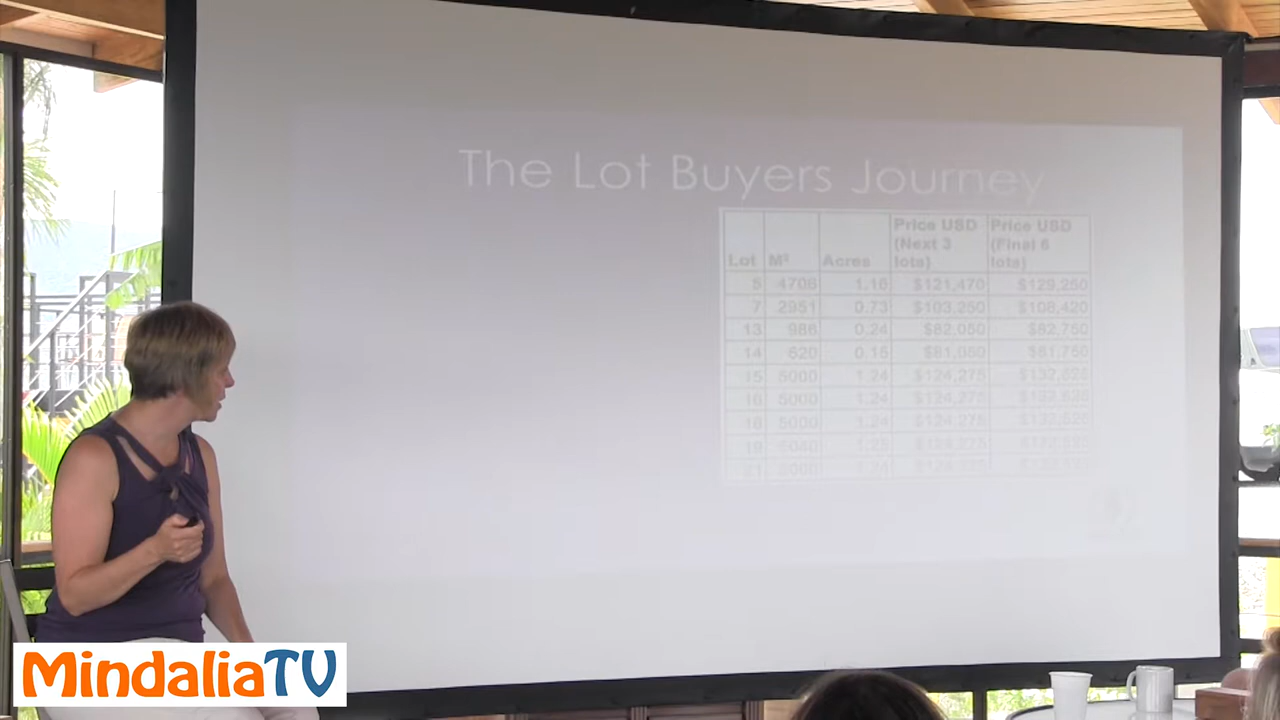 The Lot Buyers Journey
Lot M² Acres Price USD (Next 3 lots) Price USD (Final 6 lots)
5 4708 1.16 $121,470 $129,250
7 2951 0.73 $103,250 $108,420
13 986 0.24 $82,050 $82,750
14 620 0.15 $81,050 $81,750
15 5000 1.24 $124,275
16 5000 1.24 $124,275
18 5000 1.24 $124,275
19
MindaliaTV